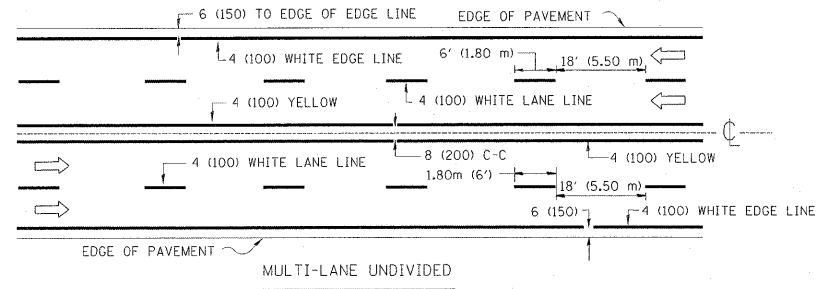 6 (150) TO EDGE OF EDGE LINE
EDGE OF PAVEMENT
4 (100) WHITE EDGE LINE
6' (1.80 m)
18' (5.50 m)
4 (100) YELLOW
4 (100) WHITE LANE LINE
CL
4 (100) WHITE LANE LINE
8 (200) C-C
4 (100) YELLOW
1.80m (6')
18' (5.50 m)
6 (150)
4 (100) WHITE EDGE LINE
EDGE OF PAVEMENT
MULTI-LANE UNDIVIDED